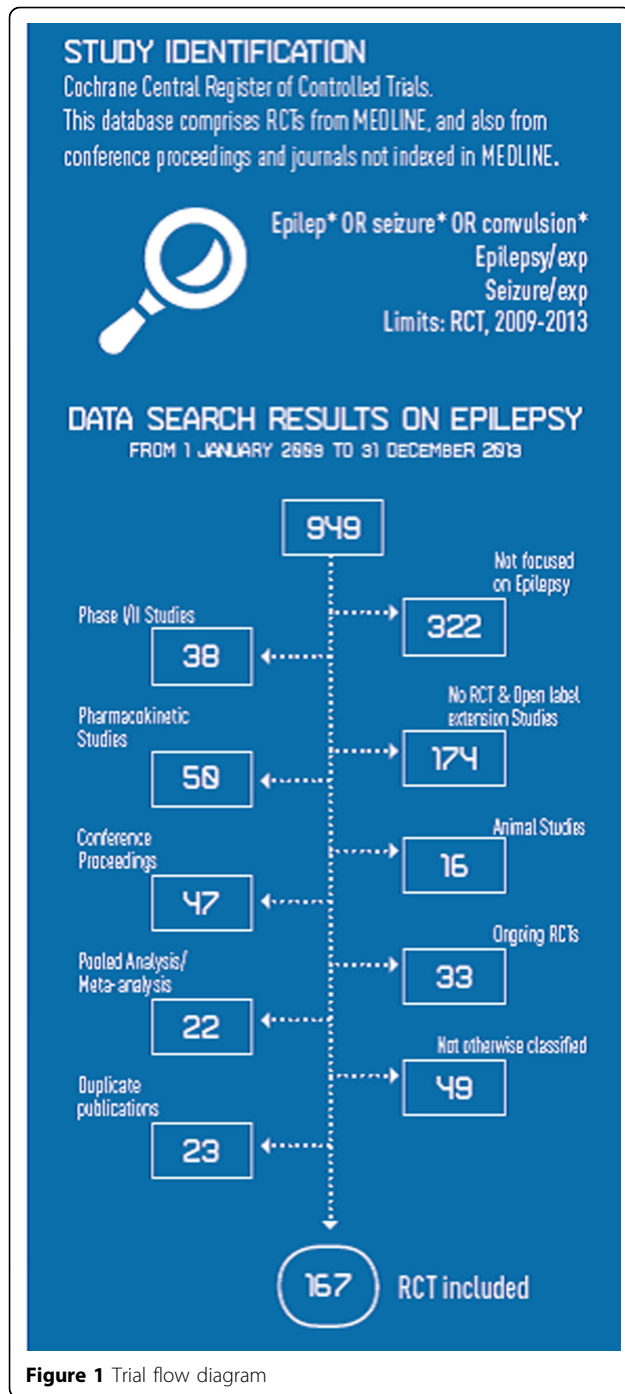 STUDY IDENTIFICATION
Cochrane Central Register of Controlled Trials.
This database comprises RCTs from MEDLINE, and also from
conference proceedings and journals not indexed in MEDLINE.
Epilep* OR seizure* OR convulsion*
Epilepsy/exp
Seizure/exp
Limits: RCT, 2009-2013
DATA SEARCH RESULTS ON EPILEPSY
FROM 1 JANUARY 2009 TO 31 DECEMBER 2013
949
Not focused
on Epilepsy
322
Phase I/II Studies
38
No RCT & Open label
extension Studies
174
Pharmacokinetic
Studies
50
Animal Studies
16
Conference
Proceedings
47
Ongoing RCTs
33
Pooled Analysis/
Meta-analysis
22
Not otherwise classified
49
Duplicate
publications
23
167
RCT included
Figure 1 Trial flow diagram